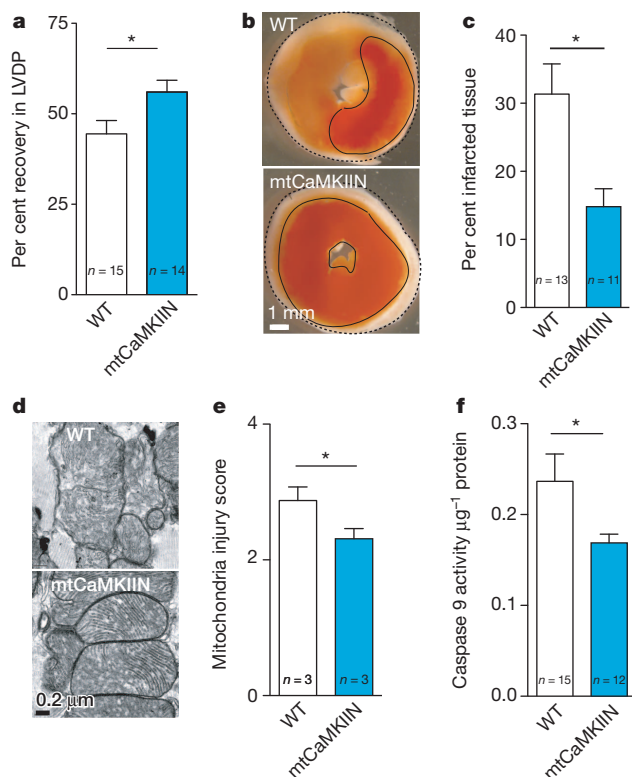 a
Per cent recovery in LVDP
75
50
25
0
*
n = 15
n = 14
WT
mtCaMKIIN
b
WT
mtCaMKIIN
1 mm
c
Per cent infarcted tissue
40
30
20
10
0
*
n = 13
n = 11
WT
mtCaMKIIN
d
WT
mtCaMKIIN
0.2 μm
e
Mitochondria injury score
4
2
0
*
n = 3
n = 3
WT
mtCaMKIIN
f
Caspase 9 activity μg⁻¹ protein
0.3
0.2
0.1
0.0
*
n = 15
n = 12
WT
mtCaMKIIN